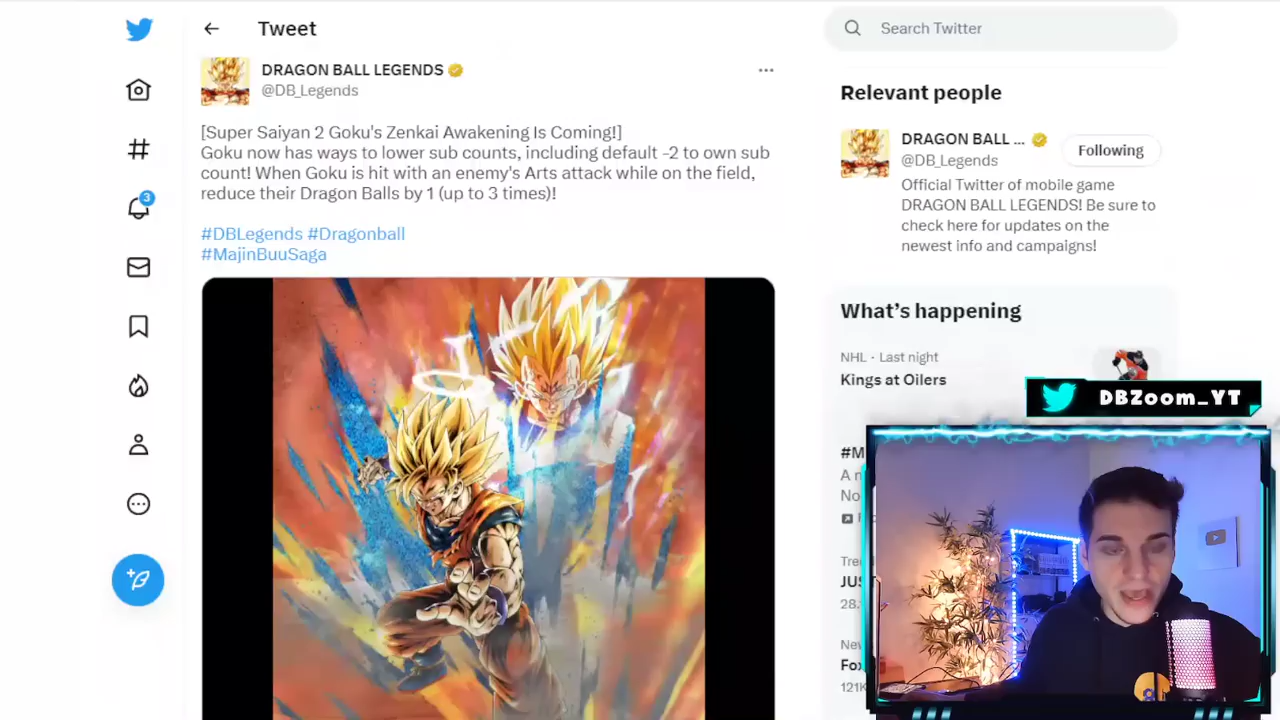 Tweet
Search Twitter
DRAGON BALL LEGENDS
@DB_Legends
[Super Saiyan 2 Goku's Zenkai Awakening Is Coming!]
Goku now has ways to lower sub counts, including default -2 to own sub
count! When Goku is hit with an enemy's Arts attack while on the field,
reduce their Dragon Balls by 1 (up to 3 times)!
#DBLegends #Dragonball
#MajinBuuSaga
3
Relevant people
DRAGON BALL ...
@DB_Legends
Following
Official Twitter of mobile game
DRAGON BALL LEGENDS! Be sure to
check here for updates on the
newest info and campaigns!
What's happening
NHL · Last night
Kings at Oilers
DBZoom_YT